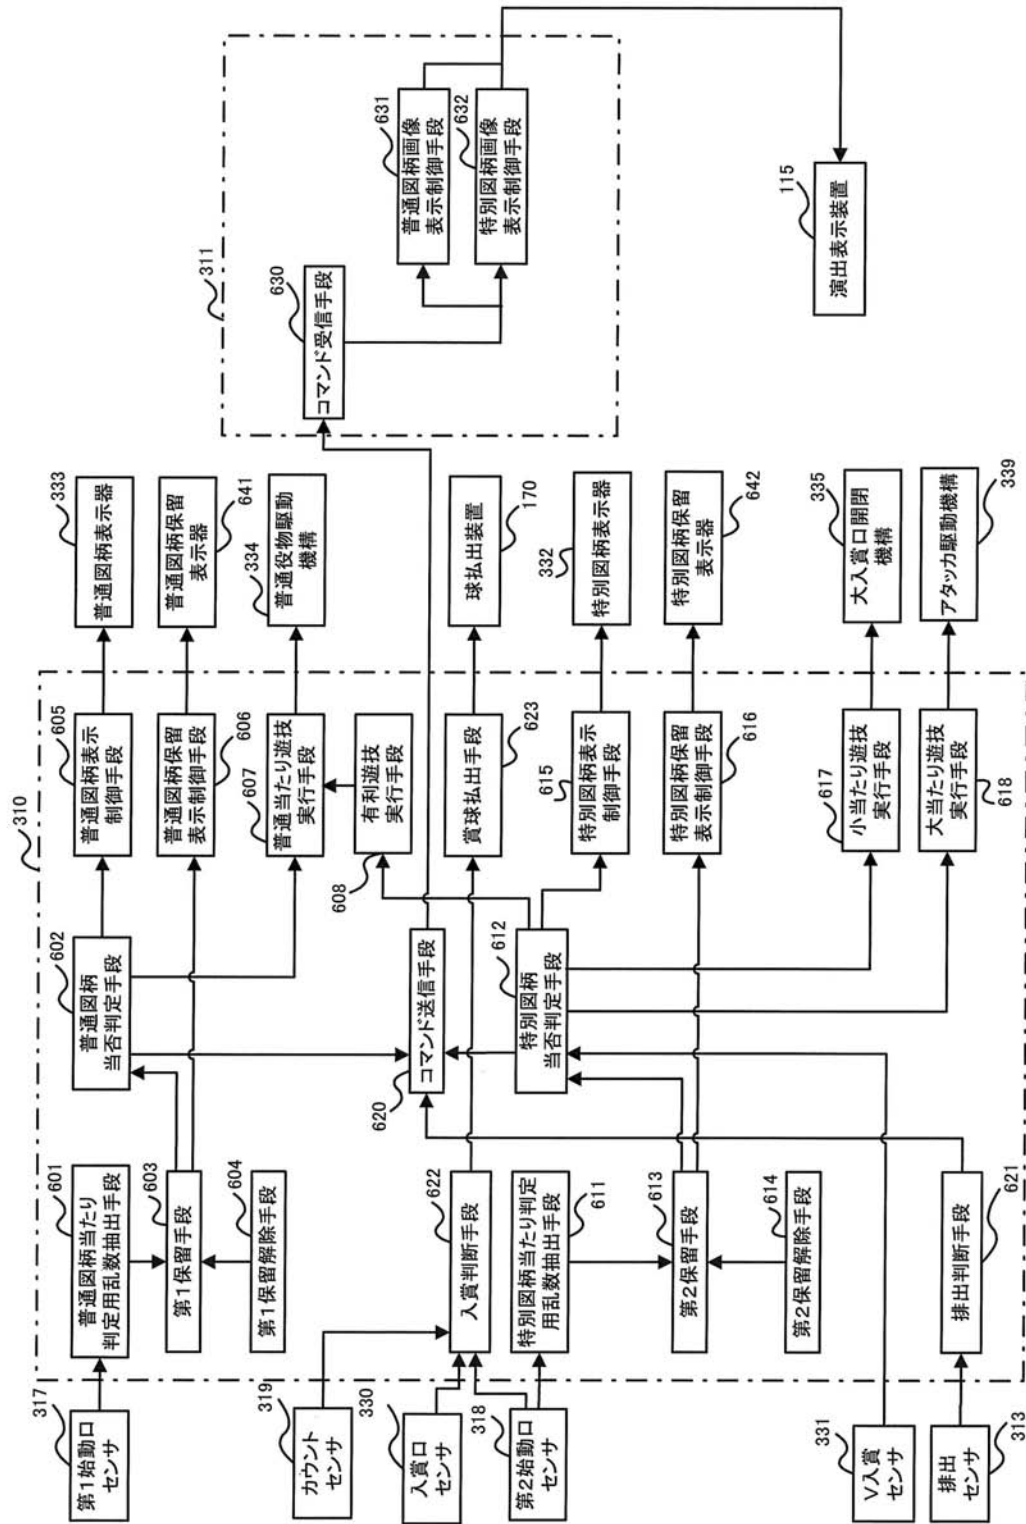 317
第1始動口
センサ
319
カウント
センサ
330
入賞口
センサ
318
第2始動口
センサ
331
V入賞
センサ
排出
センサ
313
310
601
普通図柄当たり
判定用乱数抽出手段
603
第1保留手段
604
第1保留解除手段
622
入賞判断手段
特別図柄当たり判定
用乱数抽出手段
611
613
第2保留手段
614
第2保留解除手段
排出判断手段
621
602
普通図柄
当否判定手段
コマンド送信手段
620
612
特別図柄
当否判定手段
605
普通図柄表示
制御手段
普通図柄保留
表示制御手段
606
607
普通当たり遊技
実行手段
有利遊技
実行手段
608
賞球払出手段
623
615
特別図柄表示
制御手段
特別図柄保留
表示制御手段
616
617
小当たり遊技
実行手段
大当たり遊技
実行手段
618
333
普通図柄表示器
普通図柄保留
表示器
641
334
普通役物駆動
機構
球払出装置
170
332
特別図柄表示器
特別図柄保留
表示器
642
335
大入賞口開閉
機構
アタッカ駆動機構
339
311
630
コマンド受信手段
631
普通図柄画像
表示制御手段
632
特別図柄画像
表示制御手段
115
演出表示装置